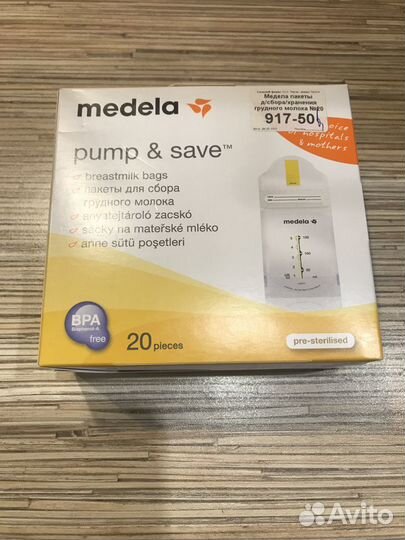 medela
Медела пакеты
д/сбора/хранения
грудного молока №20
917-50
choice
of hospitals
& mothers
pump & save™
breastmilk bags
пакеты для сбора
грудного молока
anyatejtároló zacskó
sáčky na mateřské mléko
anne sütü poşetleri
medela
BPA
Bisphenol-A
free
20 pieces
pre-sterilised
Avito